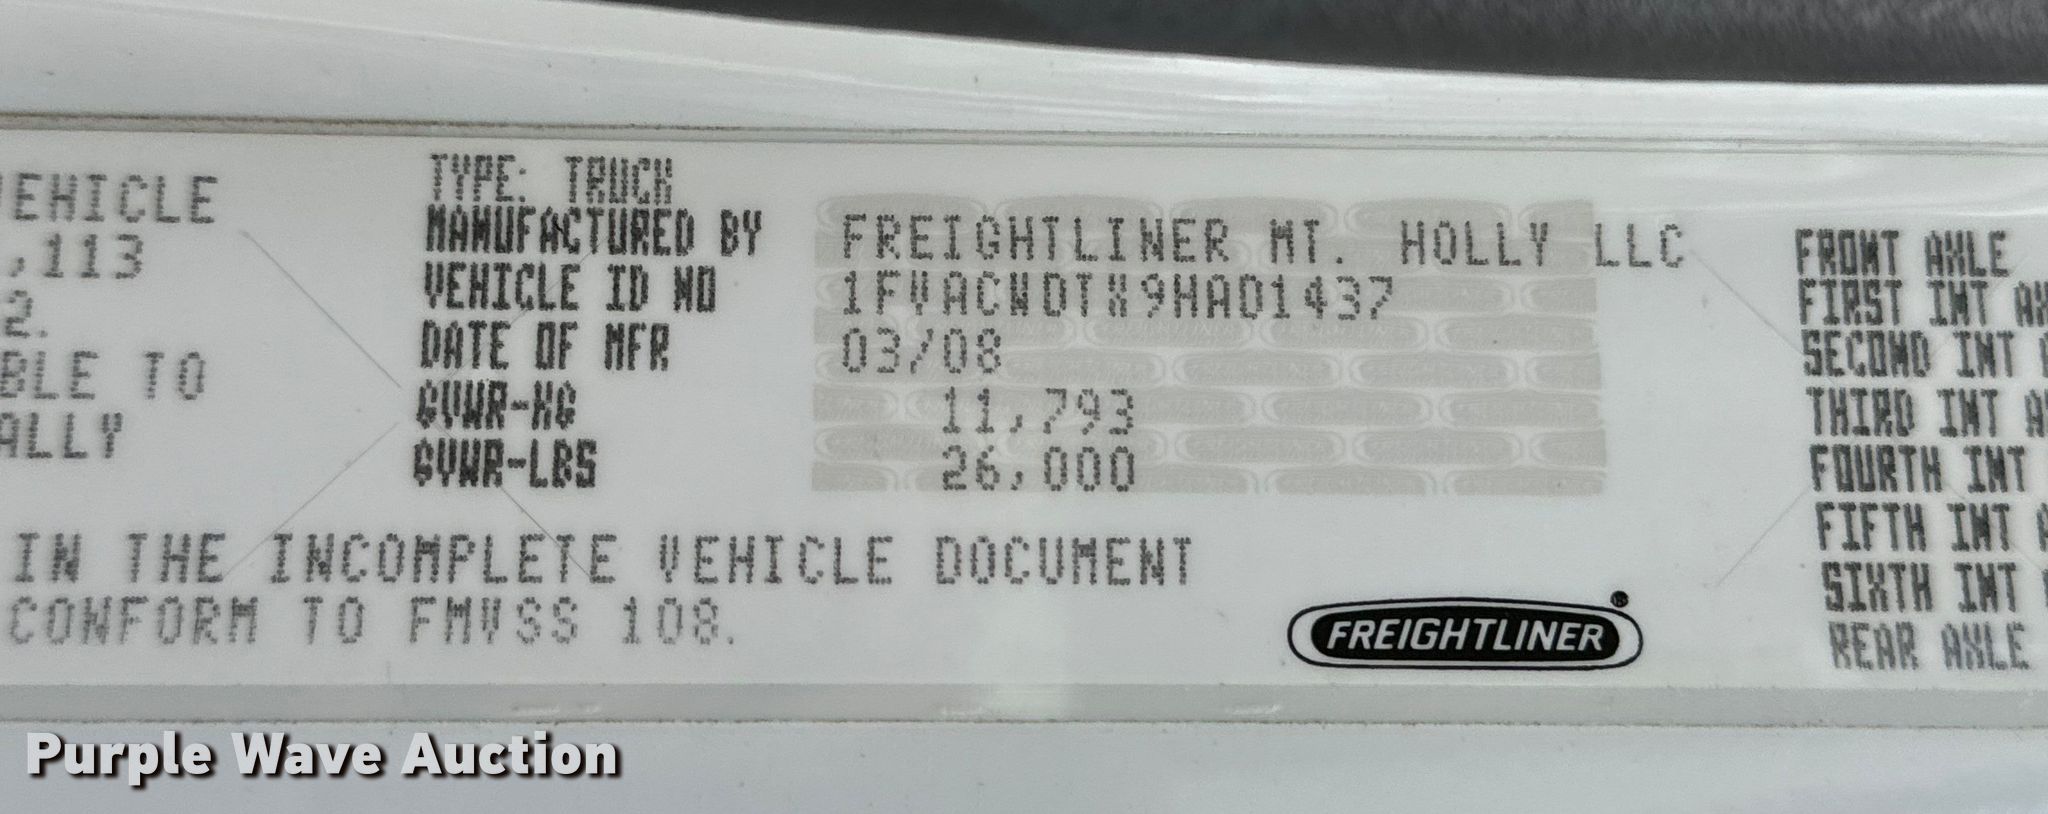 VEHICLE
,113
2.
BLE TO
ALLY
TYPE: TRUCK
MANUFACTURED BY FREIGHTLINER MT. HOLLY LLC
VEHICLE ID NO 1FVACWDTX9HAD1437
DATE OF MFR 03/08
GVWR-KG 11,793
GVWR-LBS 26,000
IN THE INCOMPLETE VEHICLE DOCUMENT
CONFORM TO FMVSS 108.
FREIGHTLINER ®
FRONT AXLE
FIRST INT AX
SECOND INT
THIRD INT A
FOURTH INT
FIFTH INT A
SIXTH INT
REAR AXLE
Purple Wave Auction